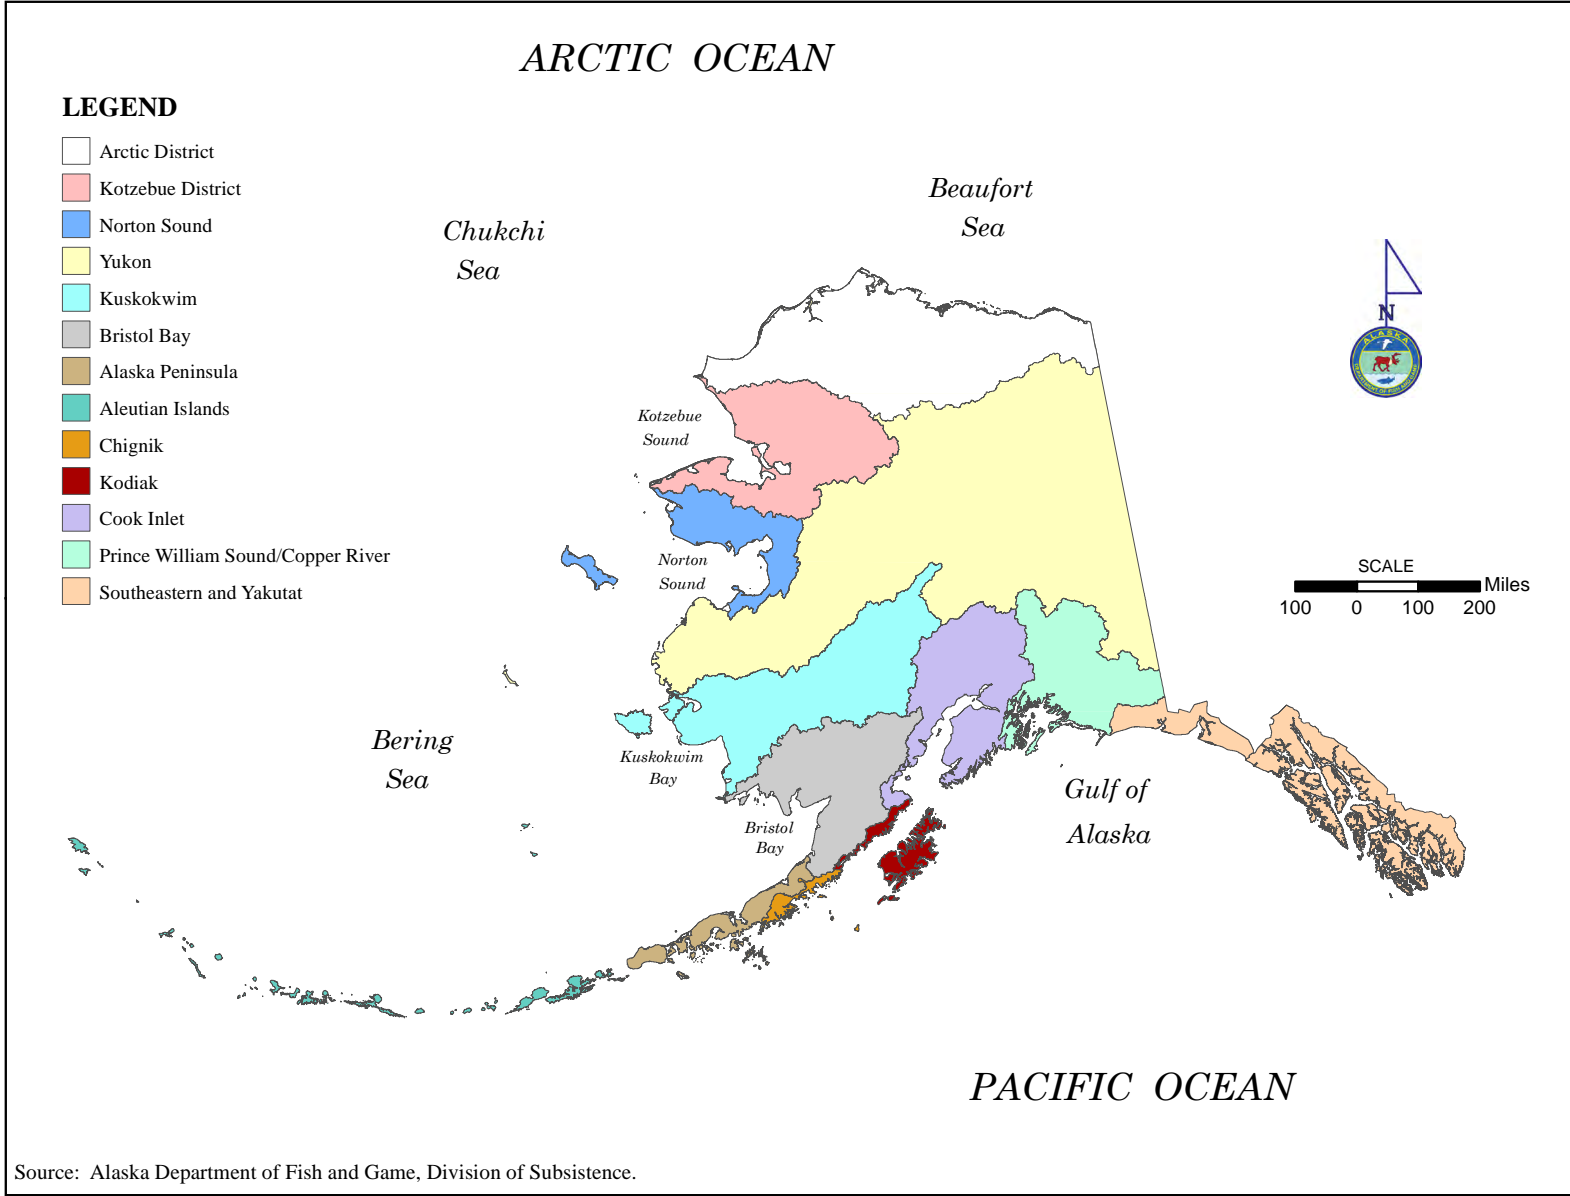 ARCTIC OCEAN
LEGEND
Arctic District
Kotzebue District
Norton Sound
Yukon
Kuskokwim
Bristol Bay
Alaska Peninsula
Aleutian Islands
Chignik
Kodiak
Cook Inlet
Prince William Sound/Copper River
Southeastern and Yakutat
Beaufort
Sea
Chukchi
Sea
N
ALASKA
Kotzebue
Sound
Norton
Sound
SCALE
Miles
100 0 100 200
Bering
Sea
Kuskokwim
Bay
Bristol
Bay
Gulf of
Alaska
PACIFIC OCEAN
Source: Alaska Department of Fish and Game, Division of Subsistence.